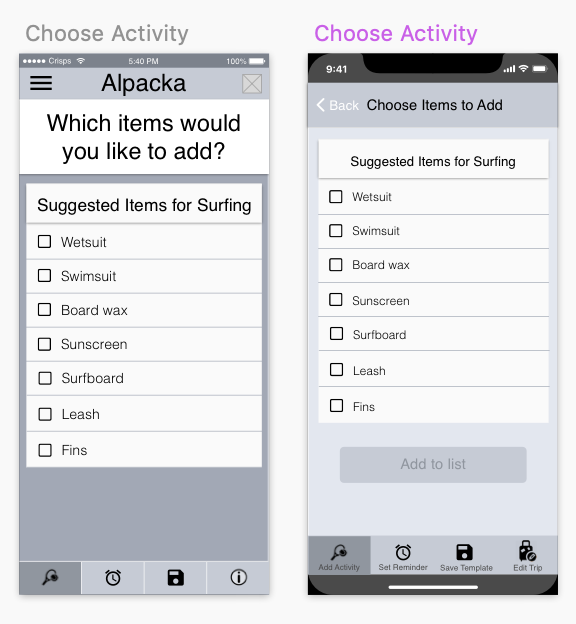 Choose Activity
Crisps
5:40 PM
100%
Alpacka
Which items would
you like to add?
Suggested Items for Surfing
Wetsuit
Swimsuit
Board wax
Sunscreen
Surfboard
Leash
Fins
Choose Activity
9:41
Back
Choose Items to Add
Suggested Items for Surfing
Wetsuit
Swimsuit
Board wax
Sunscreen
Surfboard
Leash
Fins
Add to list
Add Activity
Set Reminder
Save Template
Edit Trip